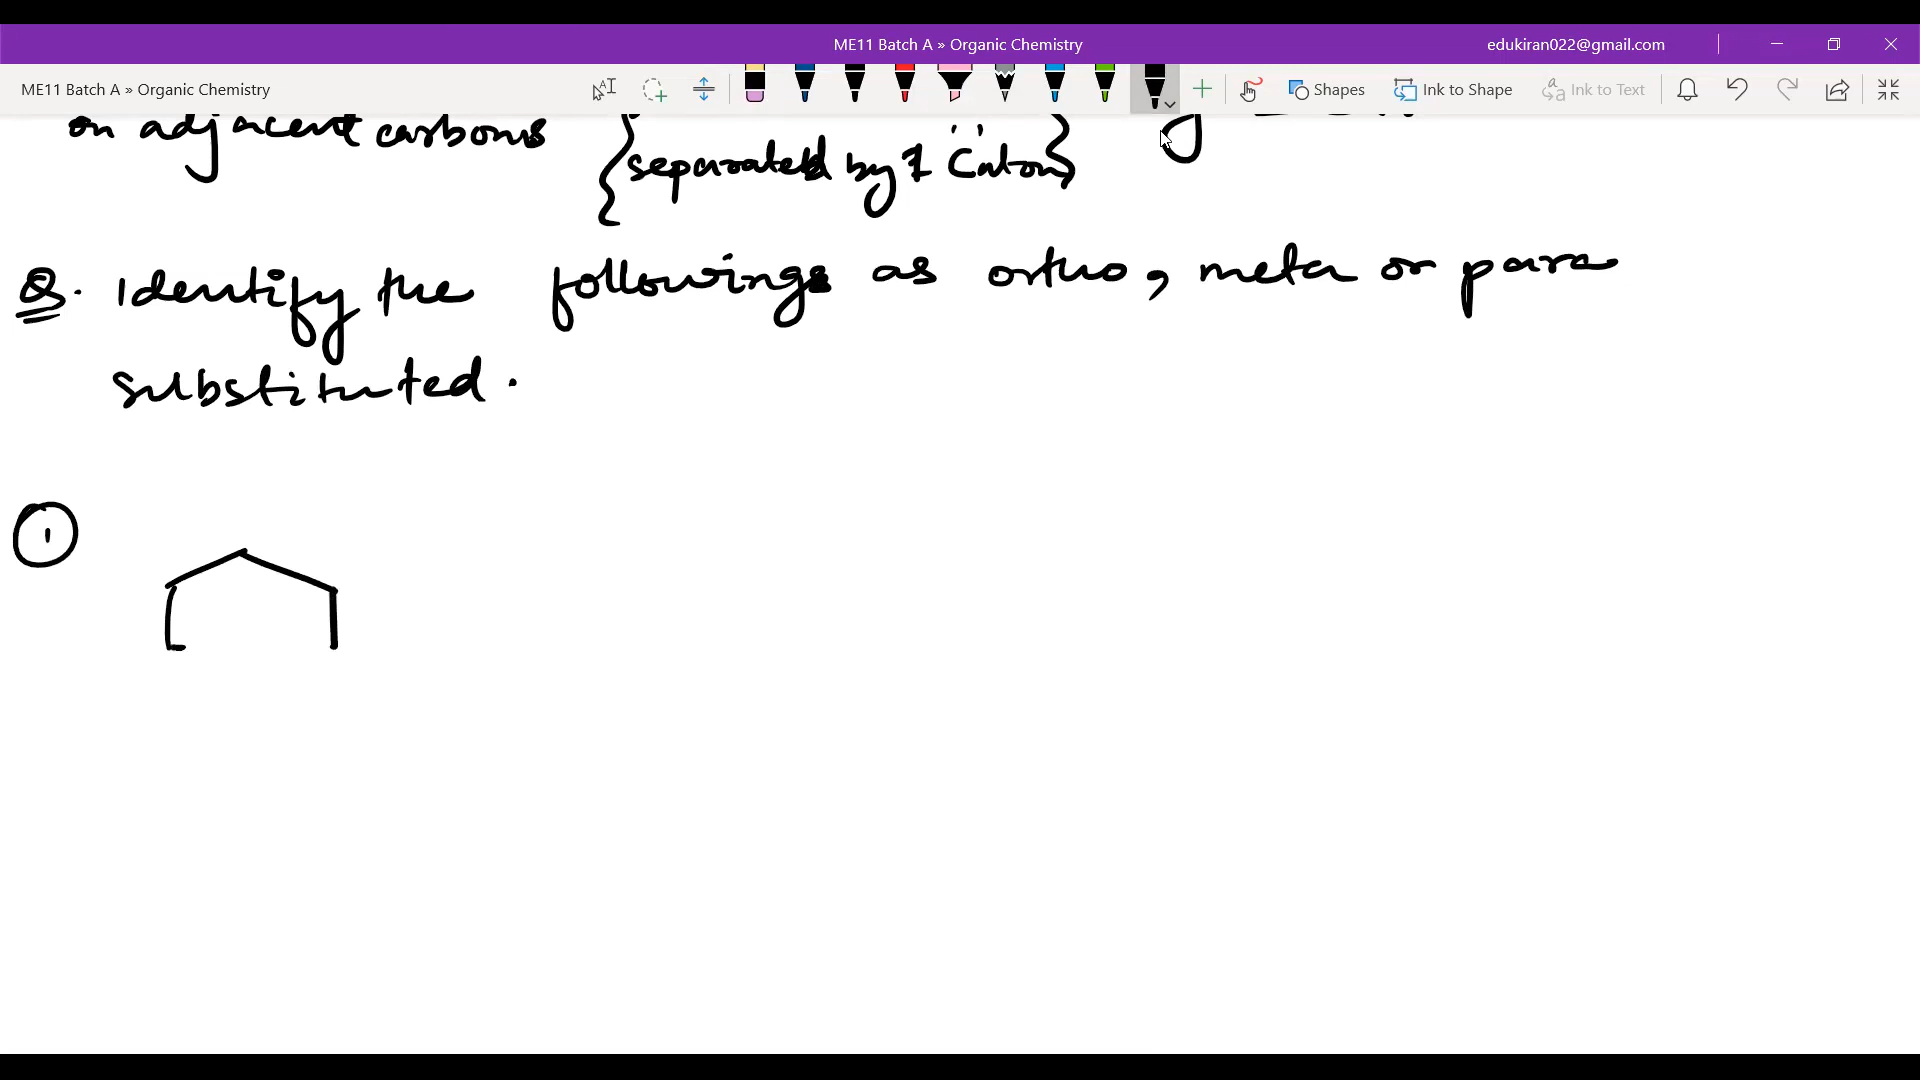 ME11 Batch A » Organic Chemistry
edukiran022@gmail.com
ME11 Batch A » Organic Chemistry
Shapes
Ink to Shape
Ink to Text
on adjacent carbons
separated by 1 C
Q. Identify the followings as ortho, meta or para
substituted.
1